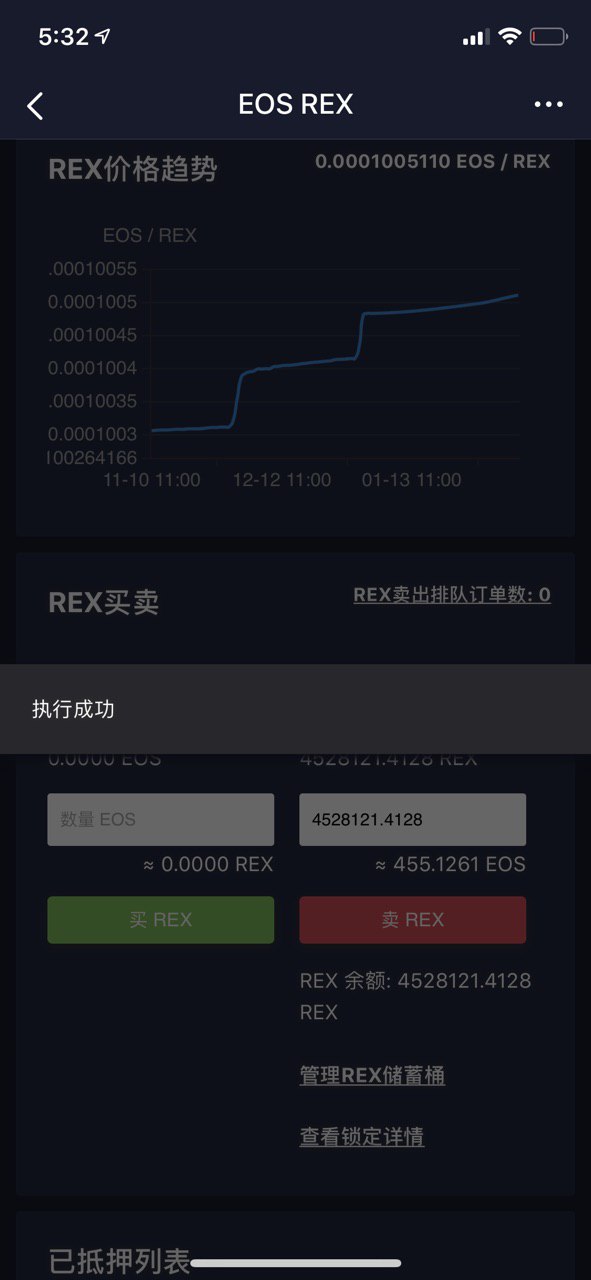 5:32
EOS REX
REX价格趋势
0.0001005110 EOS / REX
EOS / REX
.00010055
0.0001005
.00010045
0.0001004
.00010035
0.0001003
100264166
11-10 11:00
12-12 11:00
01-13 11:00
REX买卖
REX卖出排队订单数: 0
执行成功
0.0000 EOS
4528121.4128 REX
数量 EOS
4528121.4128
≈ 0.0000 REX
≈ 455.1261 EOS
买 REX
卖 REX
REX 余额: 4528121.4128
REX
管理REX储蓄桶
查看锁定详情
已抵押列表